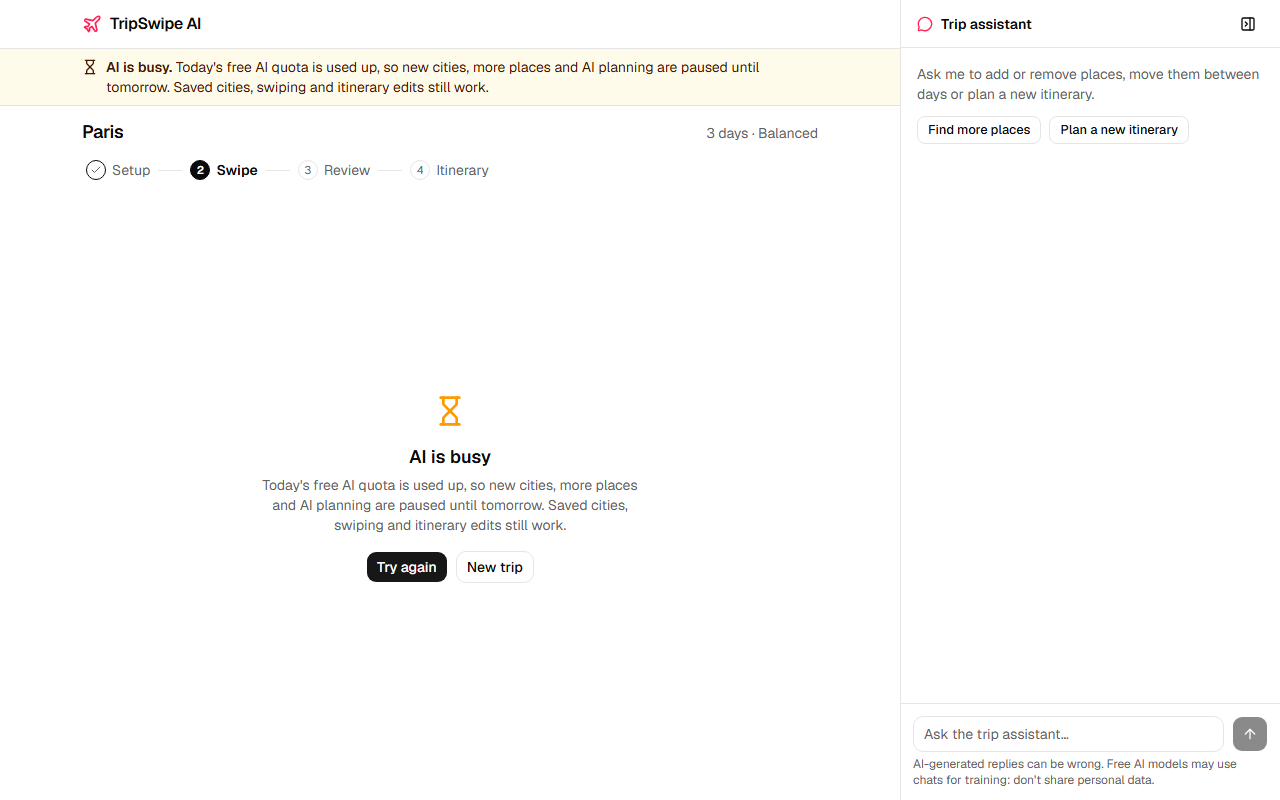 TripSwipe AI
AI is busy. Today's free AI quota is used up, so new cities, more places and AI planning are paused until
tomorrow. Saved cities, swiping and itinerary edits still work.
Paris
3 days · Balanced
Setup
2 Swipe
3 Review
4 Itinerary
AI is busy
Today's free AI quota is used up, so new cities, more places
and AI planning are paused until tomorrow. Saved cities,
swiping and itinerary edits still work.
Try again
New trip
Trip assistant
Ask me to add or remove places, move them between
days or plan a new itinerary.
Find more places
Plan a new itinerary
Ask the trip assistant...
AI-generated replies can be wrong. Free AI models may use
chats for training: don't share personal data.